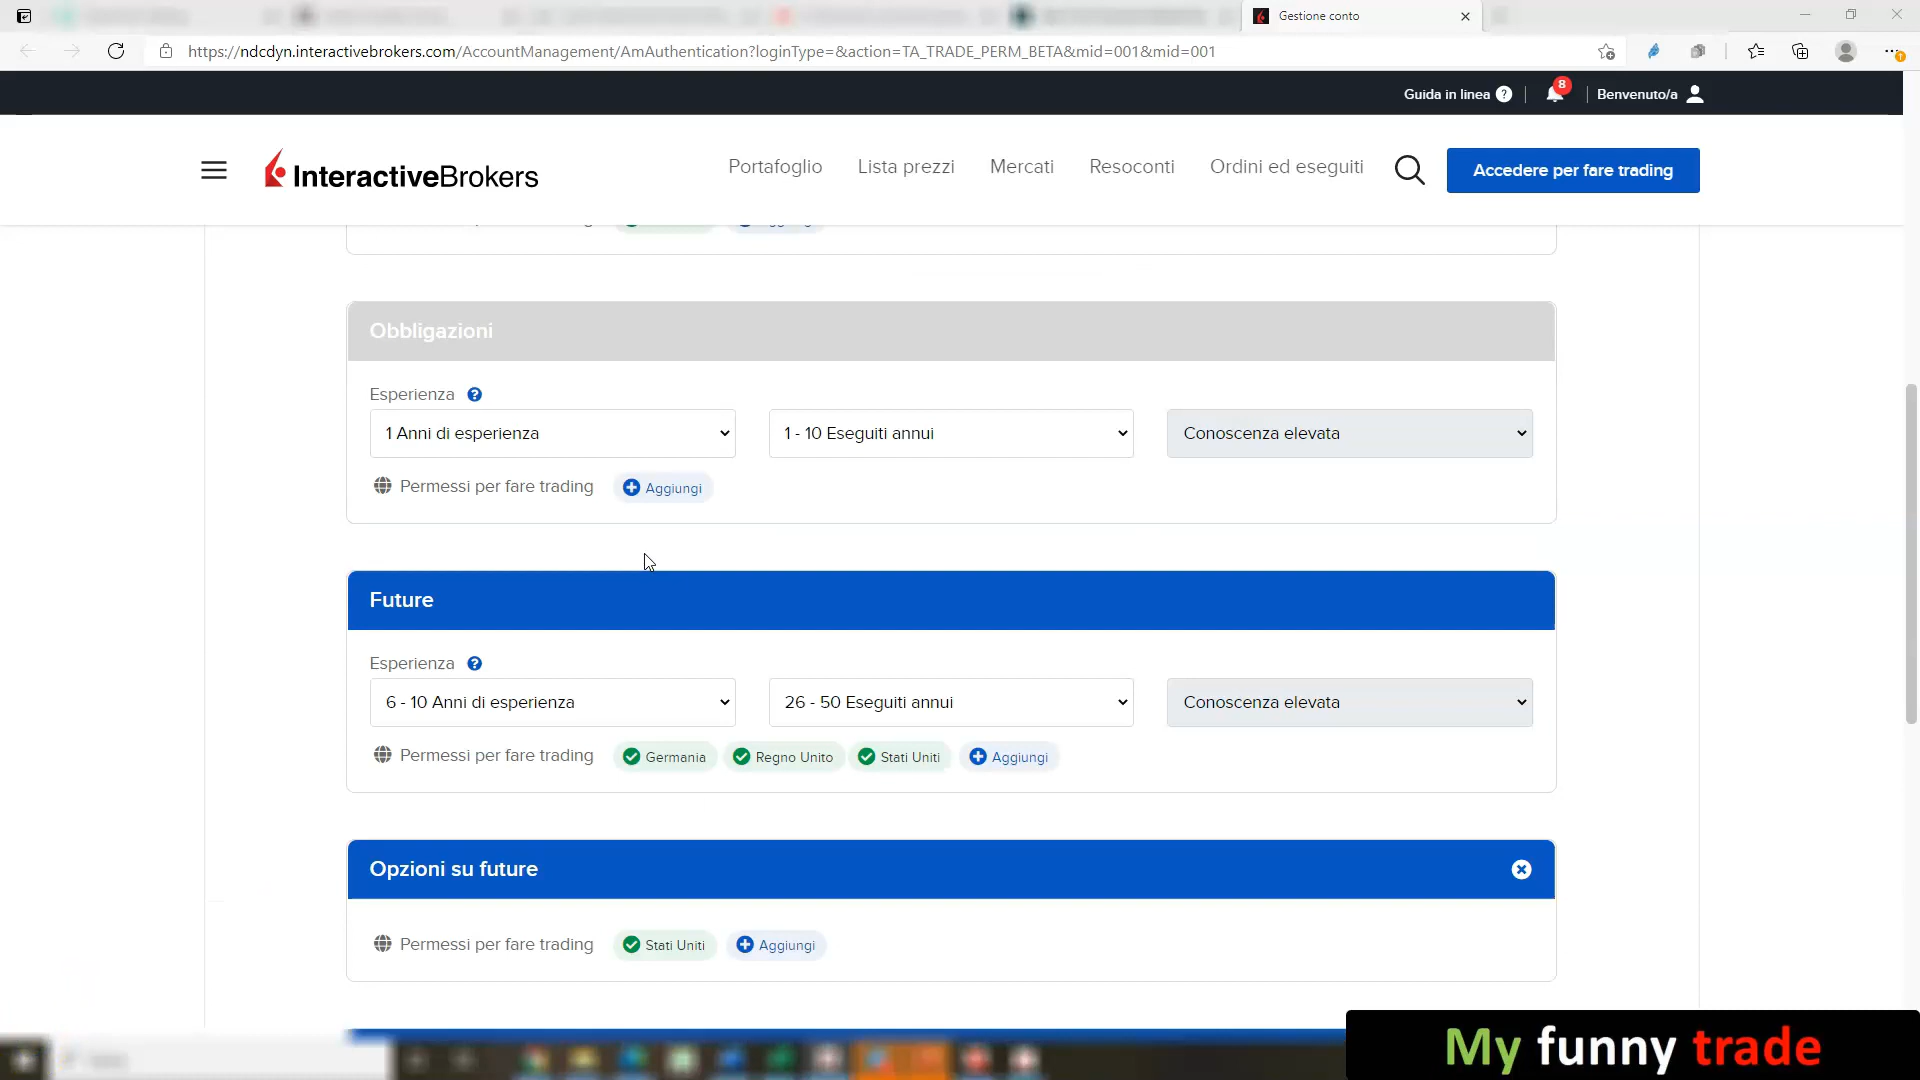 Gestione conto
https://ndcdyn.interactivebrokers.com/AccountManagement/AmAuthentication?loginType=&action=TA_TRADE_PERM_BETA&mid=001&mid=001
Guida in linea ? 8 Benvenuto/a
InteractiveBrokers Portafoglio Lista prezzi Mercati Resoconti Ordini ed eseguiti Accedere per fare trading
Obbligazioni
Esperienza ?
1 Anni di esperienza 1 - 10 Eseguiti annui Conoscenza elevata
Permessi per fare trading Aggiungi
Future
Esperienza ?
6 - 10 Anni di esperienza 26 - 50 Eseguiti annui Conoscenza elevata
Permessi per fare trading Germania Regno Unito Stati Uniti Aggiungi
Opzioni su future
Permessi per fare trading Stati Uniti Aggiungi
My funny trade